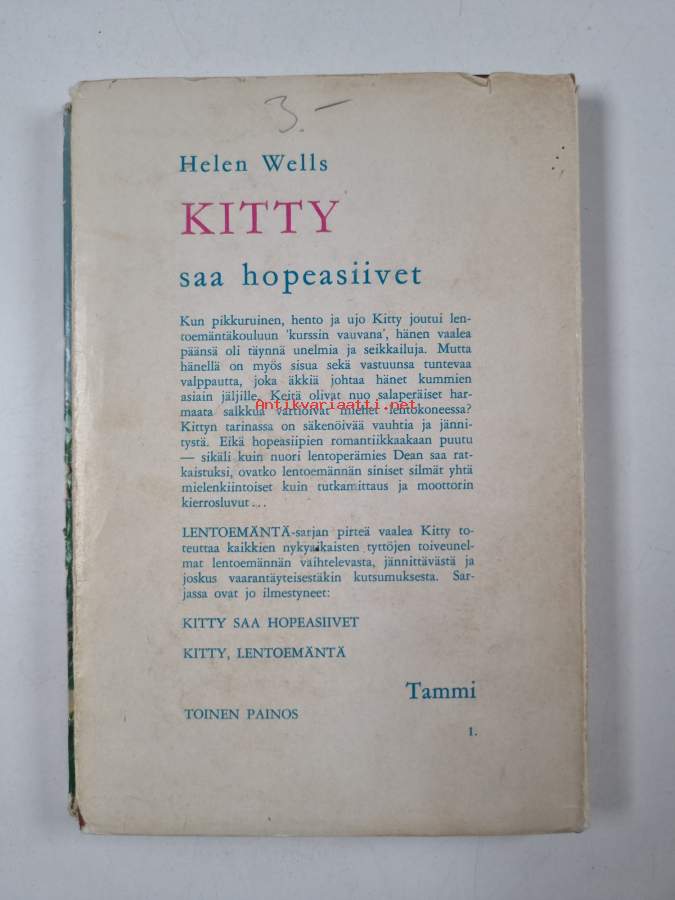 3.-
Helen Wells
KITTY
saa hopeasiivet
Kun pikkuruinen, hento ja ujo Kitty joutui len-
toemäntäkouluun 'kurssin vauvana', hänen vaalea
päänsä oli täynnä unelmia ja seikkailuja. Mutta
hänellä on myös sisua sekä vastuunsa tuntevaa
valppautta, joka äkkiä johtaa hänet kummien
asiain jäljille. Keitä olivat nuo salaperäiset har-
Antikvariaatti.net
maata salkkua vartioivat miehet lentokoneessa?
Kittyn tarinassa on säkenöivää vauhtia ja jänni-
tystä. Eikä hopeasiipien romantiikkaakaan puutu
— sikäli kuin nuori lentoperämies Dean saa rat-
kaistuksi, ovatko lentoemännän siniset silmät yhtä
mielenkiintoiset kuin tutkamittaus ja moottorin
kierrosluvut...
LENTOEMÄNTÄ-sarjan pirteä vaalea Kitty to-
teuttaa kaikkien nykyaikaisten tyttöjen toiveunel-
mat lentoemännän vaihtelevasta, jännittävästä ja
joskus vaarantäyteisestäkin kutsumuksesta. Sar-
jassa ovat jo ilmestyneet:
KITTY SAA HOPEASIIVET
KITTY, LENTOEMÄNTÄ
Tammi
TOINEN PAINOS
1.